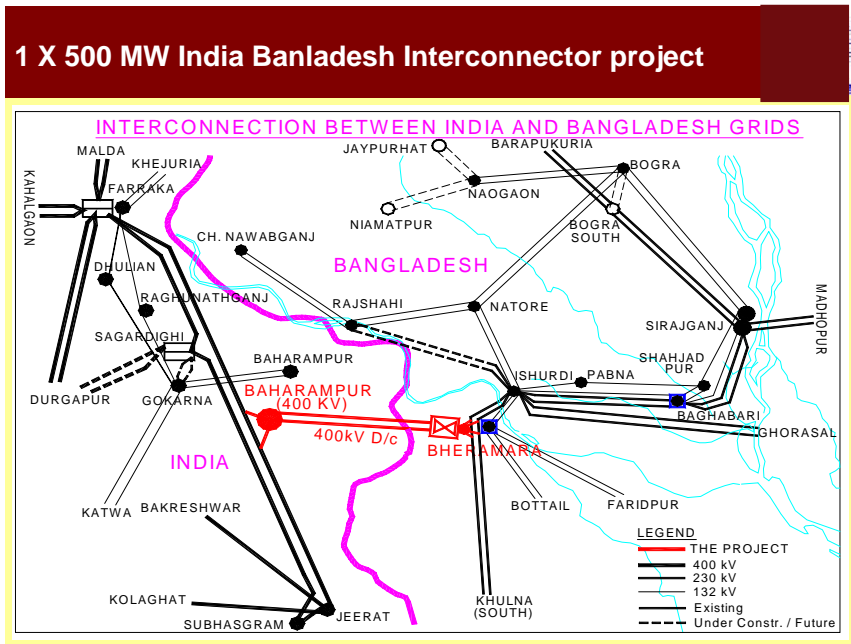 1 X 500 MW India Banladesh Interconnector project
INTERCONNECTION BETWEEN INDIA AND BANGLADESH GRIDS
MALDA
KHEJURIA
KAHALGAON
FARRAKA
JAYPURHAT
BARAPUKURIA
BOGRA
NAOGAON
NIAMATPUR
BOGRA
SOUTH
CH. NAWABGANJ
BANGLADESH
DHULIAN
RAGHUNATHGANJ
RAJSHAHI
NATORE
MADHOPUR
SIRAJGANJ
SAGARDIGHI
BAHARAMPUR
SHAHJAD
PUR
ISHURDI
PABNA
DURGAPUR
GOKARNA
BAHARAMPUR
(400 KV)
BAGHABARI
GHORASAL
400kV D/c
BHERAMARA
INDIA
KATWA
BAKRESHWAR
BOTTAIL
FARIDPUR
LEGEND
THE PROJECT
400 kV
230 kV
132 kV
Existing
Under Constr. / Future
KOLAGHAT
SUBHASGRAM
JEERAT
KHULNA
(SOUTH)